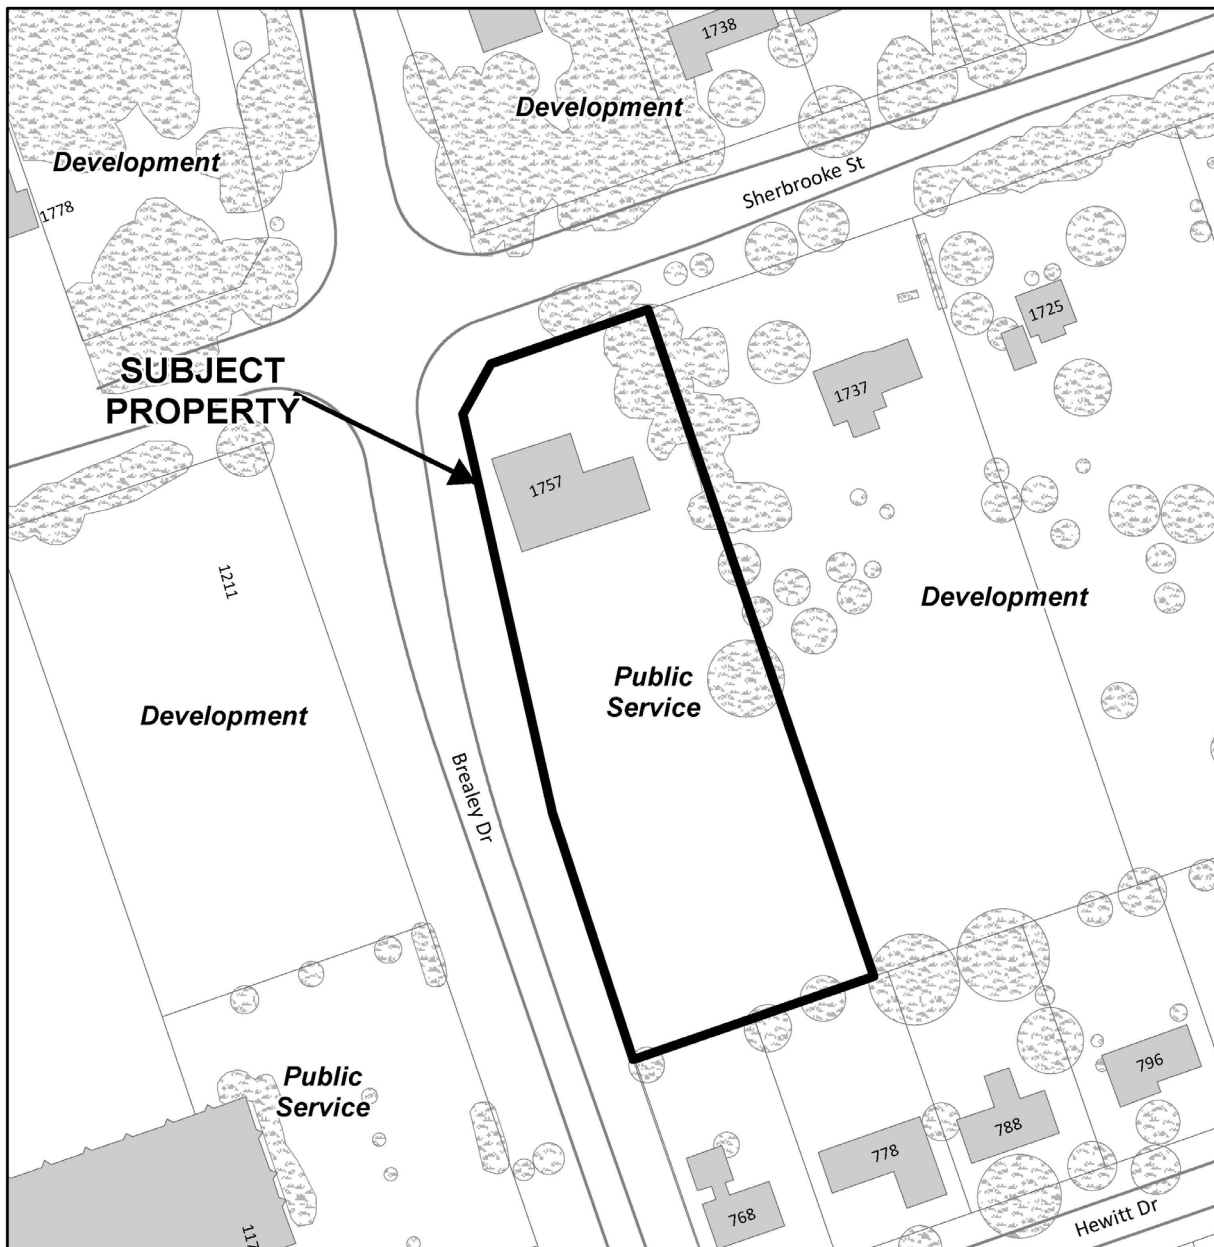 1738
Development
Development
Sherbrooke St
1778
1725
SUBJECT
PROPERTY
1737
1757
1211
Development
Public
Service
Development
Brealey Dr
Public
Service
796
788
778
768
Hewitt Dr